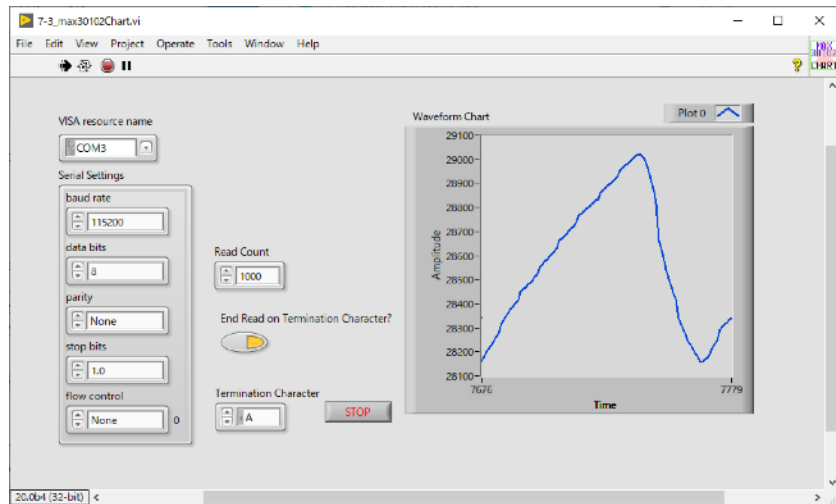 7-3_max30102Chart.vi
File Edit View Project Operate Tools Window Help
MAX
30102
CHART
VISA resource name
COM3
Serial Settings
baud rate
115200
data bits
8
parity
None
stop bits
1.0
flow control
None 0
Read Count
1000
End Read on Termination Character?
Termination Character
A
STOP
Waveform Chart
Plot 0
Amplitude
29100
29000
28900
28800
28700
28600
28500
28400
28300
28200
28100
7676 7779
Time
20.0b4 (32-bit)